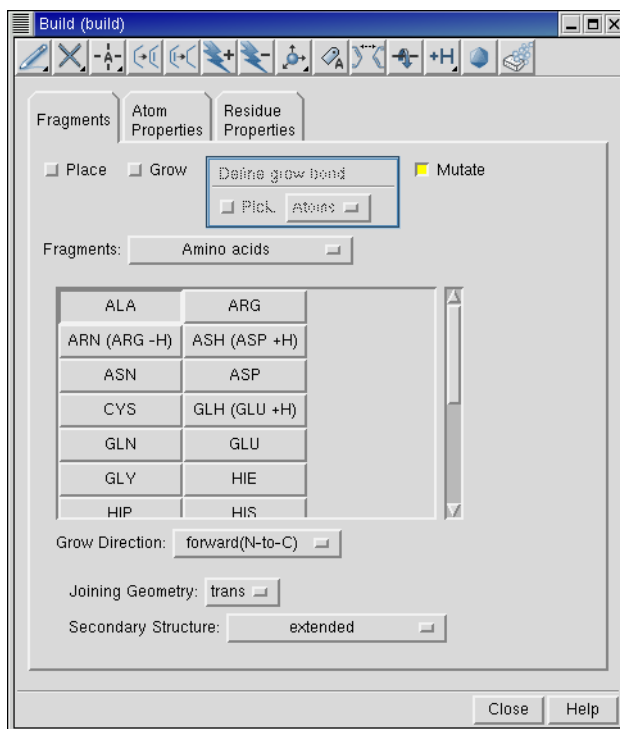 Build (build)
A A +H
Fragments Atom Properties Residue Properties
Place Grow Define grow bond Mutate
Pick Atoms
Fragments: Amino acids
ALA ARG
ARN (ARG -H) ASH (ASP +H)
ASN ASP
CYS GLH (GLU +H)
GLN GLU
GLY HIE
HIP HIS
Grow Direction: forward(N-to-C)
Joining Geometry: trans
Secondary Structure: extended
Close Help